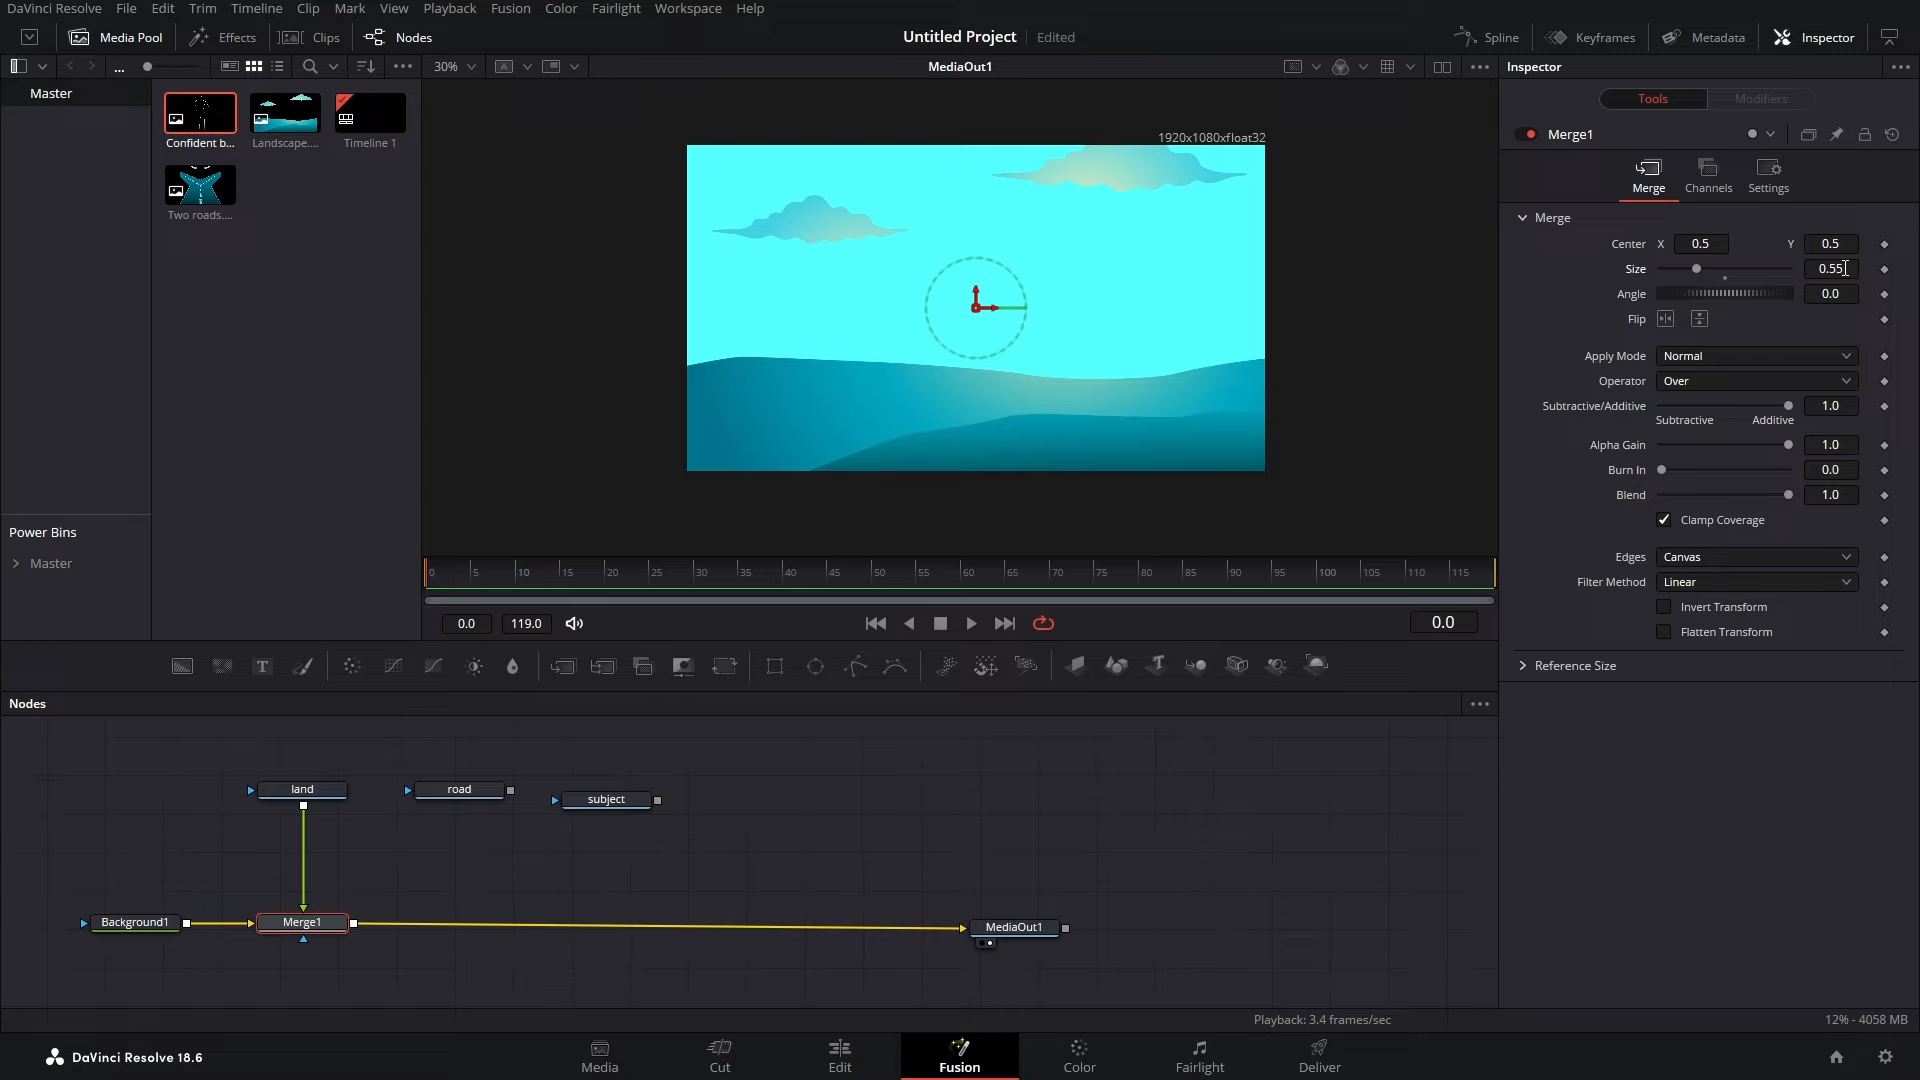 DaVinci Resolve File Edit Trim Timeline Clip Mark View Playback Fusion Color Fairlight Workspace Help
Media Pool Effects Clips Nodes Untitled Project Edited Spline Keyframes Metadata Inspector
... 30% A MediaOut1 Inspector
Master
Tools Modifiers
1920x1080xfloat32
Merge1
Confident b... Landscape.... Timeline 1
Merge Channels Settings
Two roads....
Merge
Center X 0.5 Y 0.5
Size 0.55
Angle 0.0
Flip
Apply Mode Normal
Operator Over
Subtractive/Additive 1.0
Subtractive Additive
Alpha Gain 1.0
Burn In 0.0
Blend 1.0
Clamp Coverage
Edges Canvas
Filter Method Linear
Invert Transform
Flatten Transform
Reference Size
Power Bins
Master
0 5 10 15 20 25 30 35 40 45 50 55 60 65 70 75 80 85 90 95 100 105 110 115
0.0 119.0 0.0
T T
Nodes
land road subject
Background1 Merge1 MediaOut1
Playback: 3.4 frames/sec 12% - 4058 MB
DaVinci Resolve 18.6
Media Cut Edit Fusion Color Fairlight Deliver